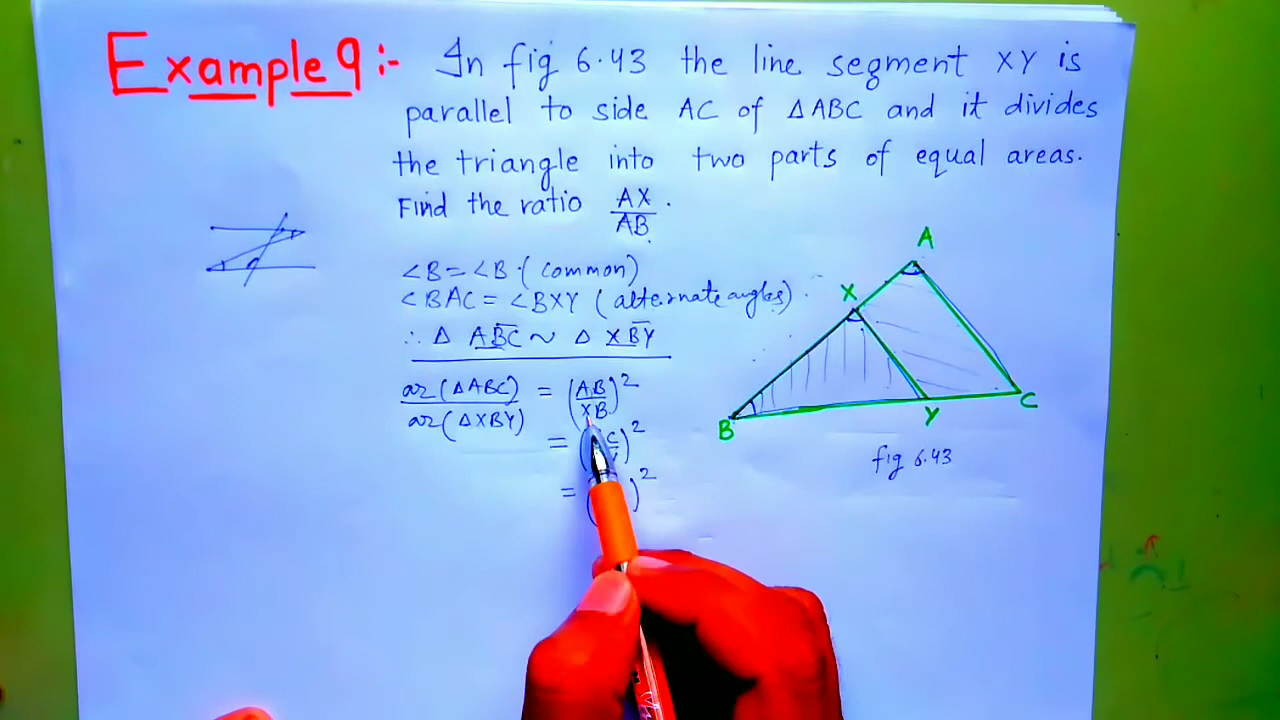 Example 9:- In fig 6.43 the line segment XY is
parallel to side AC of ΔABC and it divides
the triangle into two parts of equal areas.
Find the ratio AX/AB.
∠B = ∠B (common)
∠BAC = ∠BXY (alternate angles).
∴ Δ ABC ~ Δ XBY
ar(ΔABC)/ar(ΔXBY) = (AB/XB)²
= ( C/ )²
= ( )²
A
X
B
Y
C
fig 6.43